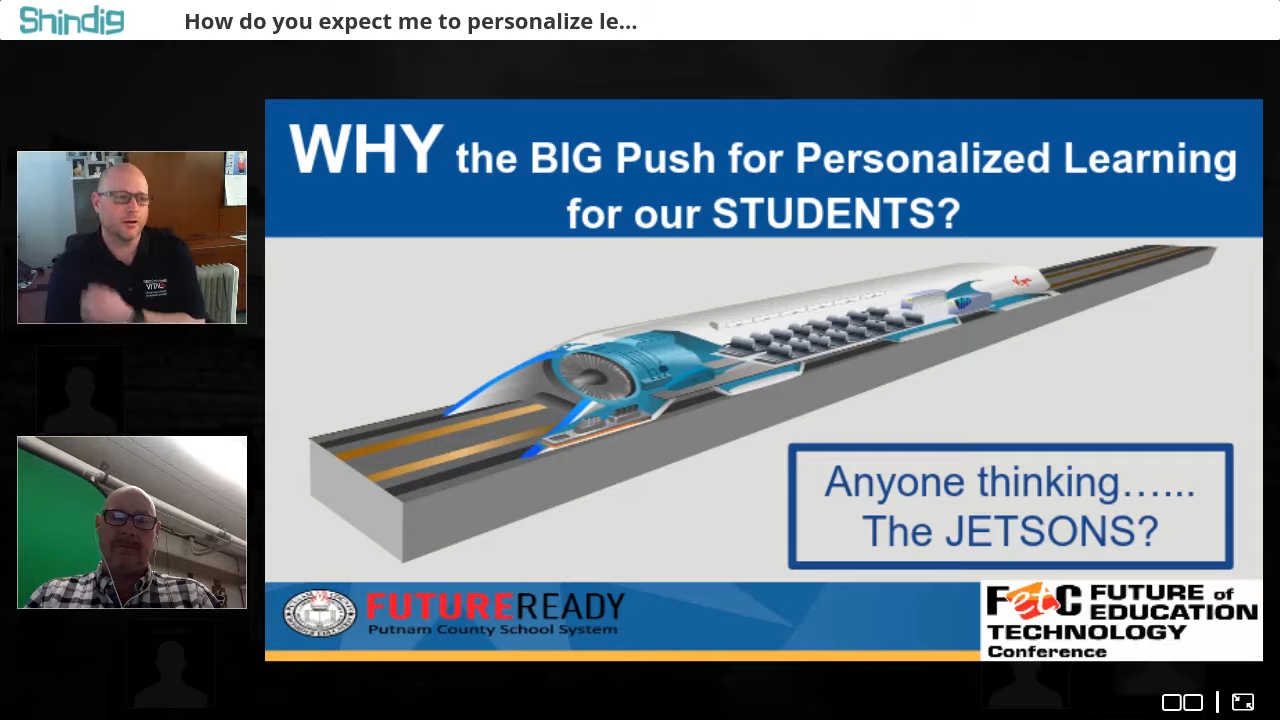 Shindig
How do you expect me to personalize le...
WHY the BIG Push for Personalized Learning
for our STUDENTS?
Anyone thinking…...
The JETSONS?
FUTUREREADY
Putnam County School System
FETC FUTURE of
EDUCATION
TECHNOLOGY
Conference
VITAL